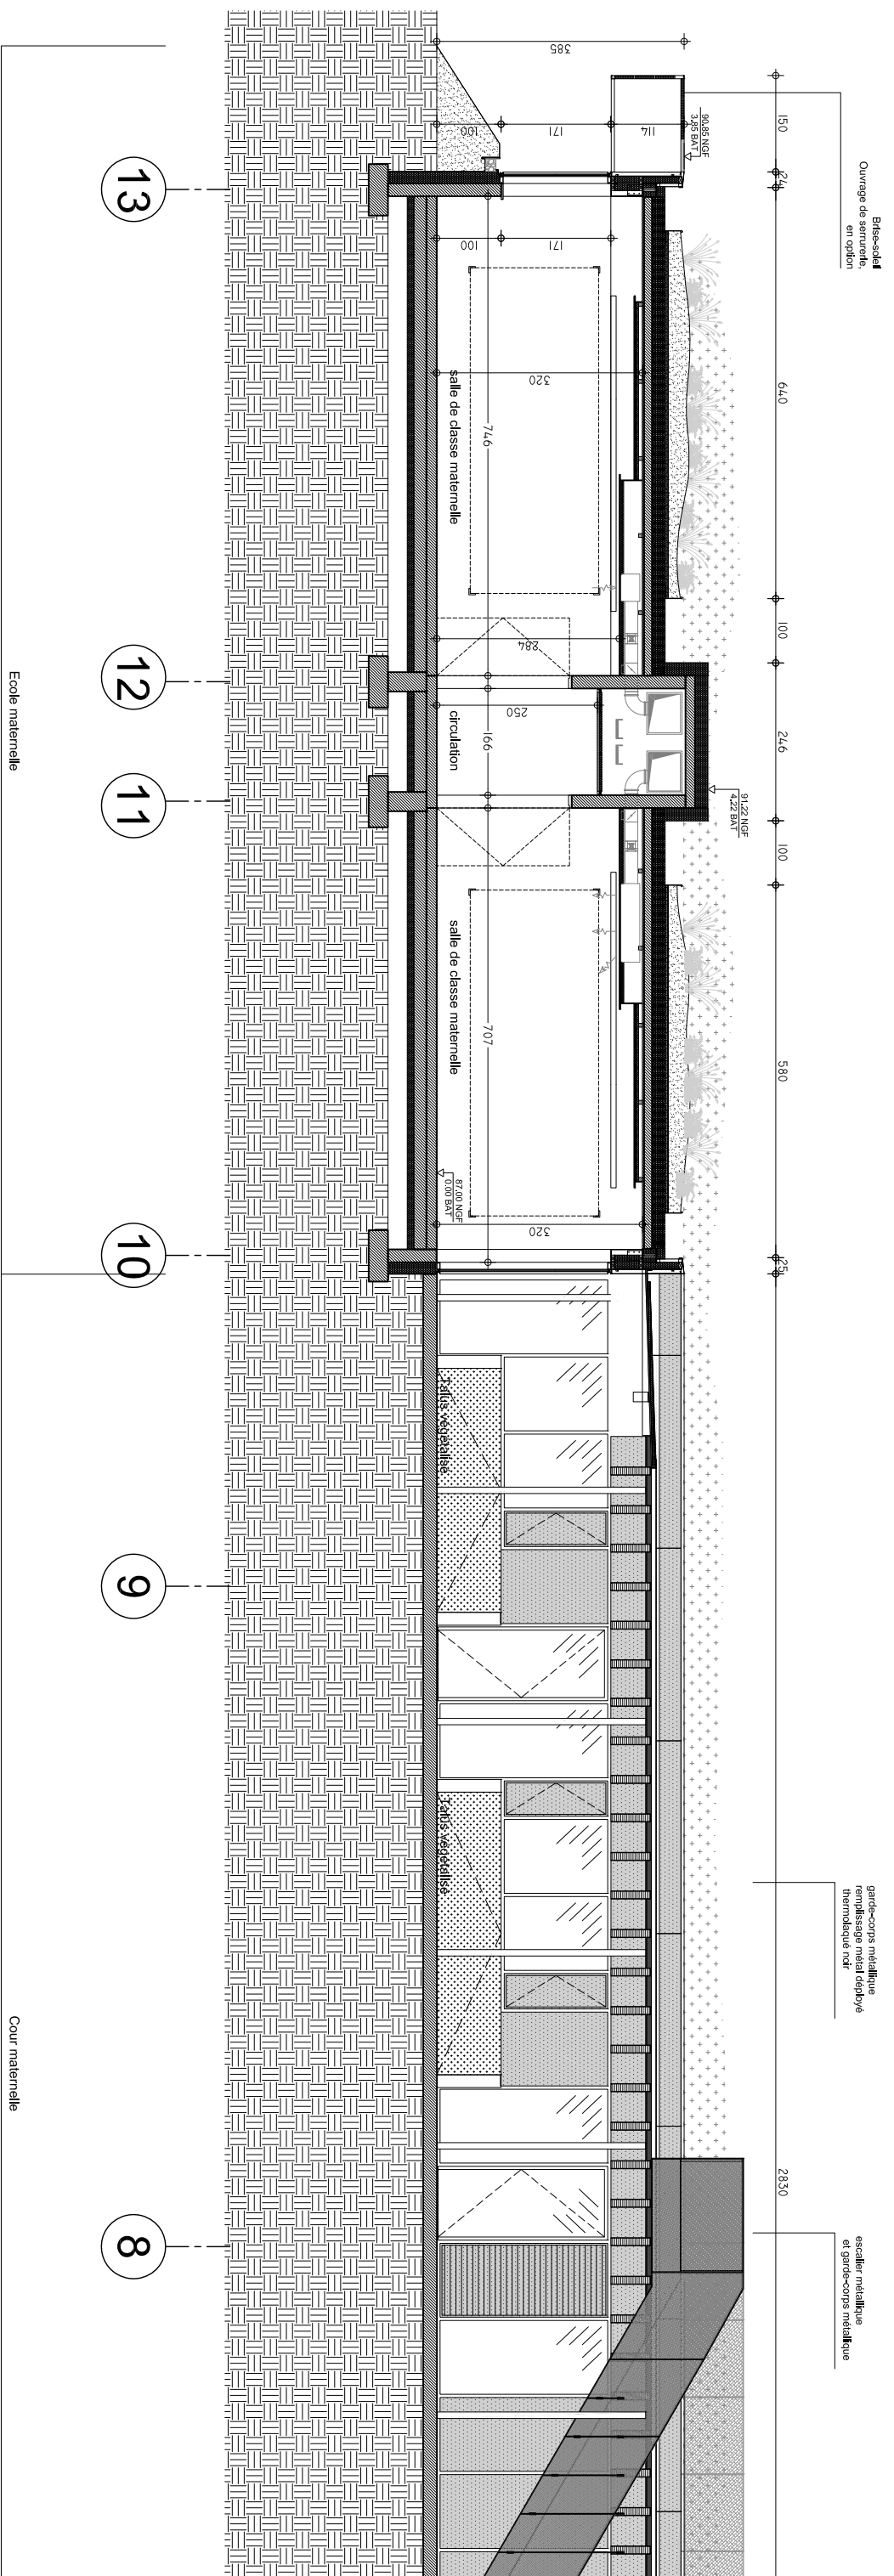 Brise-soleil
Ouvrage de serrurerie,
en option
garde-corps métallique
remplissage métal déployé
thermolaqué noir
escalier métallique
et garde-corps métallique
150
24
640
100
246
100
580
25
2830
385
90,85 NGF
3,85 BAT
91,22 NGF
4,22 BAT
114
171
100
171
100
320
746
284
250
166
707
320
salle de classe maternelle
circulation
salle de classe maternelle
87,00 NGF
0,00 BAT
Talus végétalisé
Talus végétalisé
13
12
11
10
9
8
Ecole maternelle
Cour maternelle